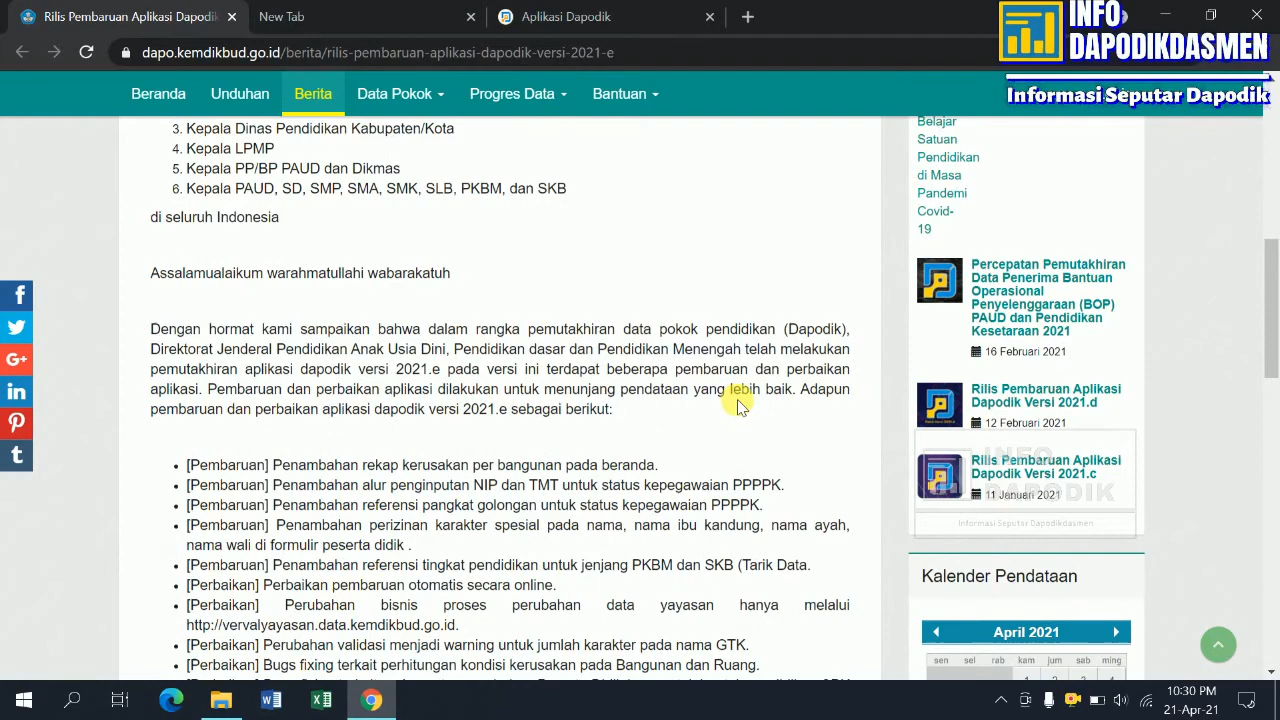 Rilis Pembaruan Aplikasi Dapodik
New Tab
Aplikasi Dapodik
INFO
DAPODIKDASMEN
Informasi Seputar Dapodik
dapo.kemdikbud.go.id/berita/rilis-pembaruan-aplikasi-dapodik-versi-2021-e
Beranda
Unduhan
Berita
Data Pokok
Progres Data
Bantuan
3. Kepala Dinas Pendidikan Kabupaten/Kota
4. Kepala LPMP
5. Kepala PP/BP PAUD dan Dikmas
6. Kepala PAUD, SD, SMP, SMA, SMK, SLB, PKBM, dan SKB
di seluruh Indonesia
Assalamualaikum warahmatullahi wabarakatuh
Dengan hormat kami sampaikan bahwa dalam rangka pemutakhiran data pokok pendidikan (Dapodik),
Direktorat Jenderal Pendidikan Anak Usia Dini, Pendidikan dasar dan Pendidikan Menengah telah melakukan
pemutakhiran aplikasi dapodik versi 2021.e pada versi ini terdapat beberapa pembaruan dan perbaikan
aplikasi. Pembaruan dan perbaikan aplikasi dilakukan untuk menunjang pendataan yang lebih baik. Adapun
pembaruan dan perbaikan aplikasi dapodik versi 2021.e sebagai berikut:
[Pembaruan] Penambahan rekap kerusakan per bangunan pada beranda.
[Pembaruan] Penambahan penginputan NIP dan TMT untuk status kepegawaian PPPPK.
[Pembaruan] Penambahan referensi pangkat golongan untuk status kepegawaian PPPPK.
[Pembaruan] Penambahan perizinan karakter spesial pada nama, nama ibu kandung, nama ayah,
nama wali di formulir peserta didik .
[Pembaruan] Penambahan referensi tingkat pendidikan untuk jenjang PKBM dan SKB (Tarik Data.
[Perbaikan] Perbaikan pembaruan otomatis secara online.
[Perbaikan] Perubahan bisnis proses perubahan data yayasan hanya melalui
http://vervalyayasan.data.kemdikbud.go.id.
[Perbaikan] Perubahan validasi menjadi warning untuk jumlah karakter pada nama GTK.
[Perbaikan] Bugs fixing terkait perhitungan kondisi kerusakan pada Bangunan dan Ruang.
Belajar
Satuan
Pendidikan
di Masa
Pandemi
Covid-
19
Percepatan Pemutakhiran
Data Penerima Bantuan
Operasional
Penyelenggaraan (BOP)
PAUD dan Pendidikan
Kesetaraan 2021
16 Februari 2021
Rilis Pembaruan Aplikasi
Dapodik Versi 2021.d
12 Februari 2021
Rilis Pembaruan Aplikasi
Dapodik Versi 2021.c
11 Januari 2021
INFO
DAPODIK
Informasi Seputar Dapodikdasmen
Kalender Pendataan
April 2021
sen sel rab kam jum sab ming
1 2 3 4
10:30 PM
21-Apr-21